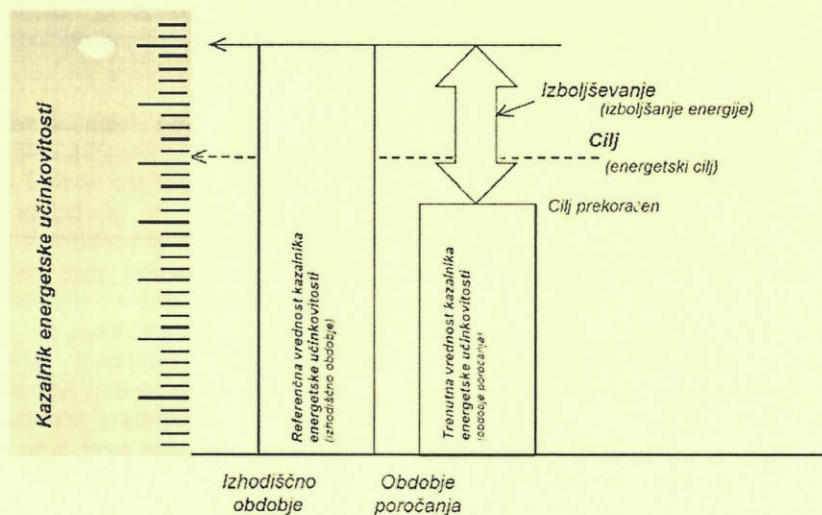 Kazalnik energetske učinkovitosti
Izboljševanje
(izboljšanje energije)
Cilj
(energetski cilj)
Cilj prekoračen
Referenčna vrednost kazalnika
energetske učinkovitosti
(izhodiščno obdobje)
Trenutna vrednost kazalnika
energetske učinkovitosti
(obdobje poročanja)
Izhodiščno
obdobje
Obdobje
poročanja